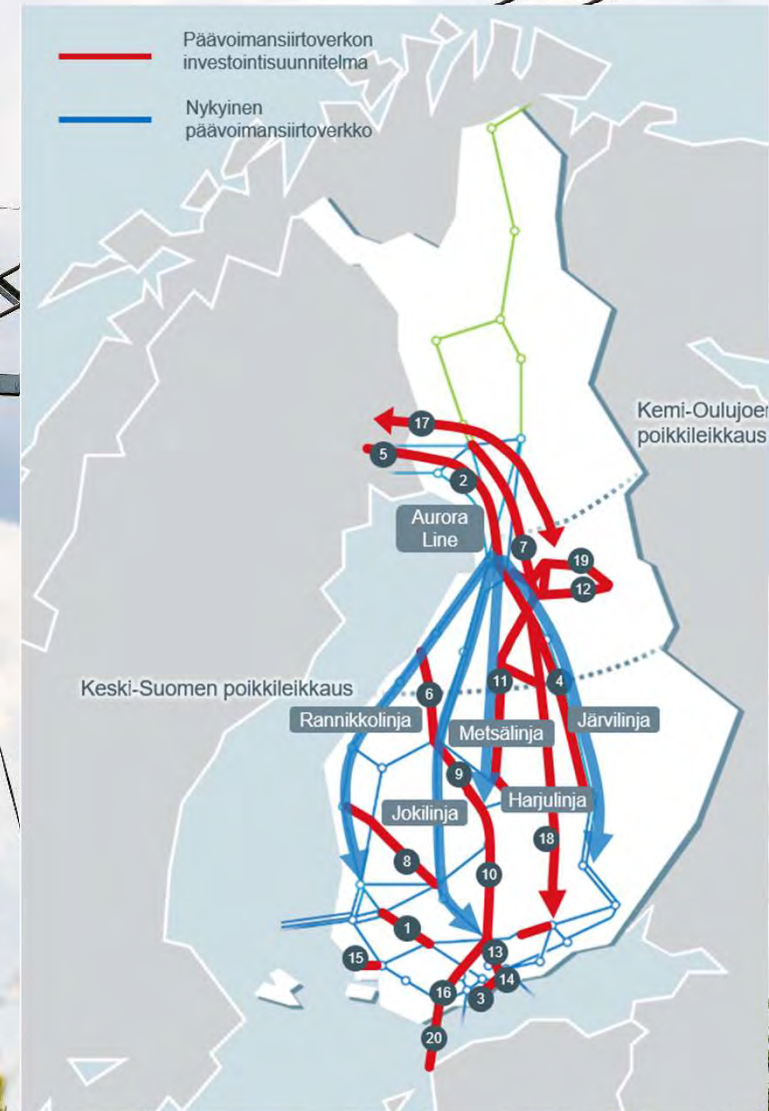 Päävoimansiirtoverkon
investointisuunnitelma
Nykyinen
päävoimansiirtoverkko
Kemi-Oulujoen
poikkileikkaus
17
5
2
Aurora
Line
7
19
12
Keski-Suomen poikkileikkaus
11
4
6
Rannikkolinja
Metsälinja
Järvilinja
9
Jokilinja
Harjulinja
18
8
10
1
13
15
14
16
3
20